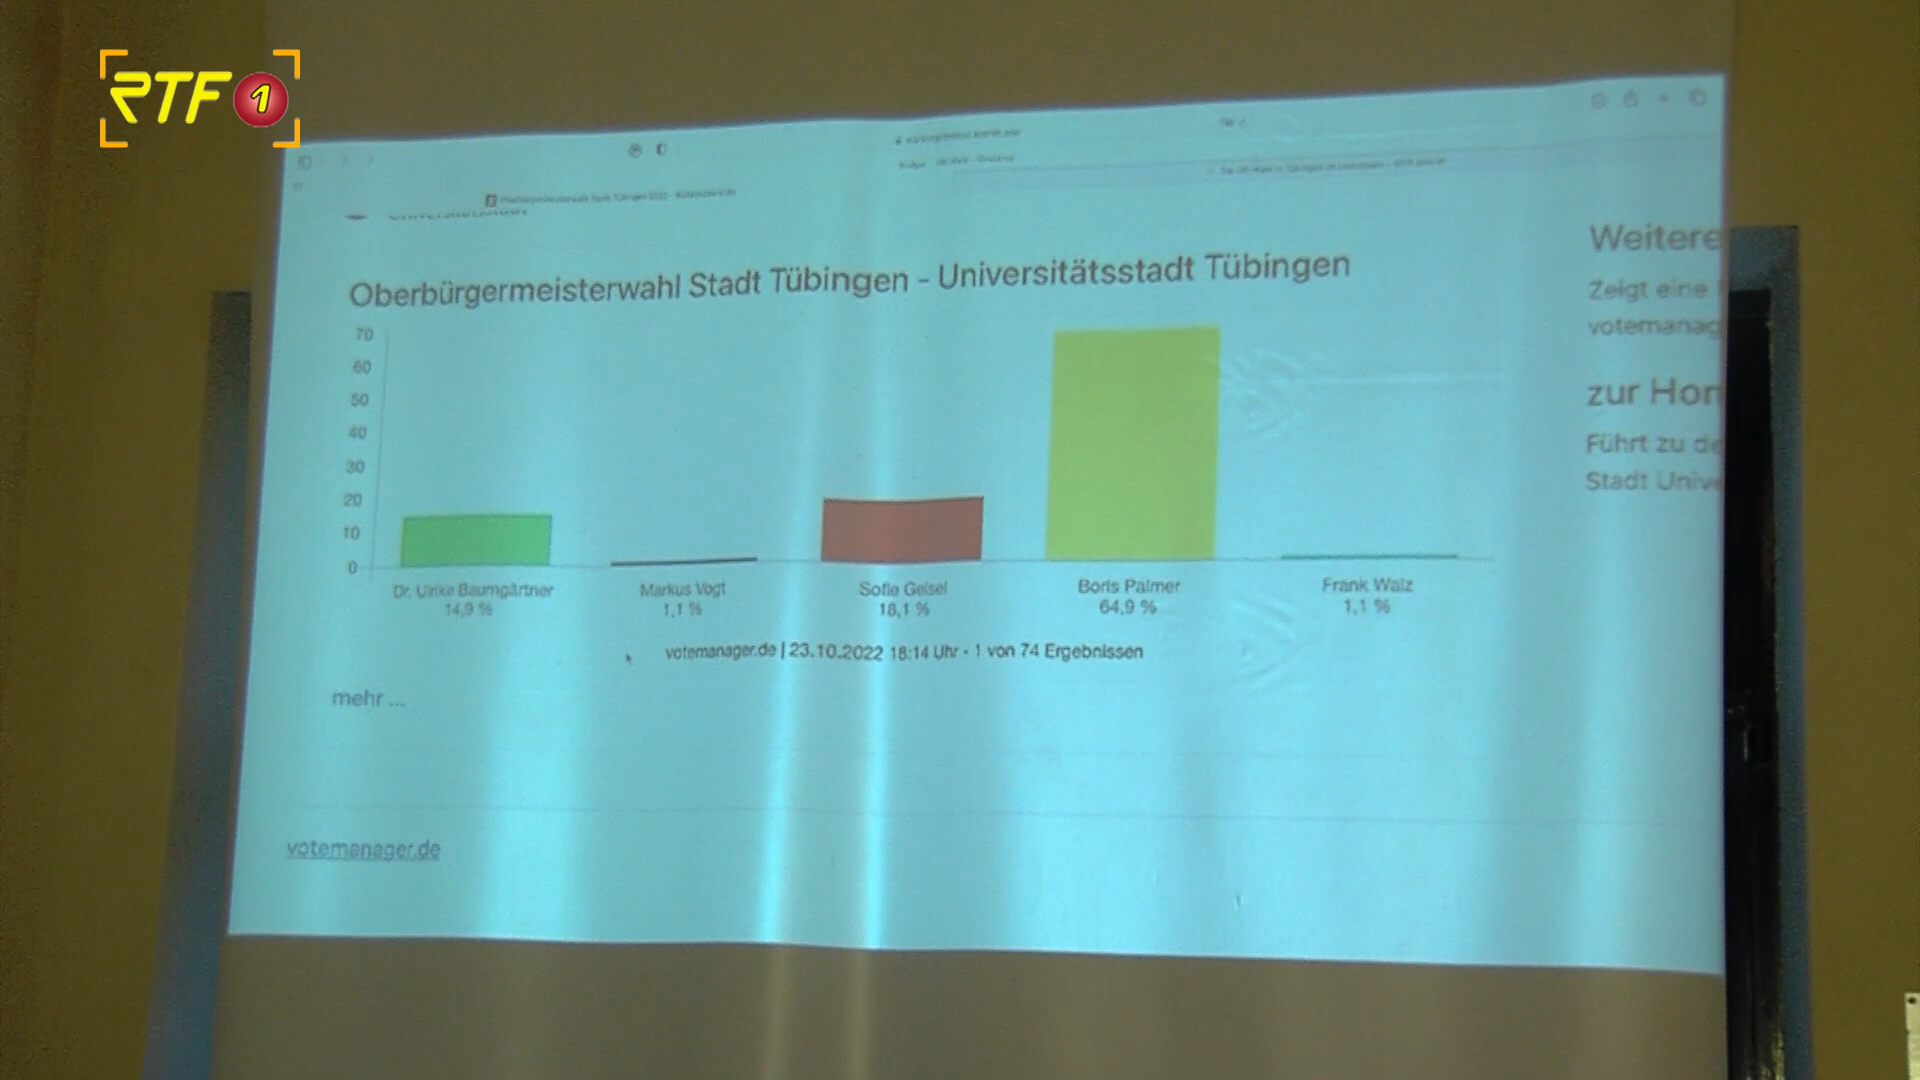 RTF 1
Oberbürgermeisterwahl Stadt Tübingen - Universitätsstadt Tübingen
70
60
50
40
30
20
10
0
Dr. Ulrike Baumgärtner
14,9 %
Markus Vogt
1,1 %
Sofie Geisel
18,1 %
Boris Palmer
64,9 %
Frank Walz
1,1 %
votemanager.de | 23.10.2022 18:14 Uhr - 1 von 74 Ergebnissen
mehr ...
votemanager.de
Weitere
Zeigt eine
votemanag
zur Hom
Führt zu de
Stadt Unive